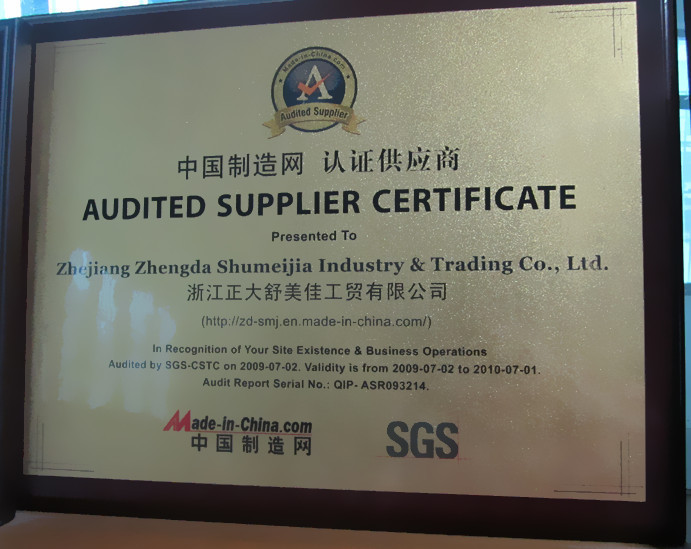 Made-in-China.com
A
Audited Supplier
中国制造网 认证供应商
AUDITED SUPPLIER CERTIFICATE
Presented To
Zhejiang Zhengda Shumeijia Industry & Trading Co., Ltd.
浙江正大舒美佳工贸有限公司
(http://zd-smj.en.made-in-china.com/)
In Recognition of Your Site Existence & Business Operations
Audited by SGS-CSTC on 2009-07-02. Validity is from 2009-07-02 to 2010-07-01.
Audit Report Serial No.: QIP- ASR093214.
Made-in-China.com
中国制造网
SGS